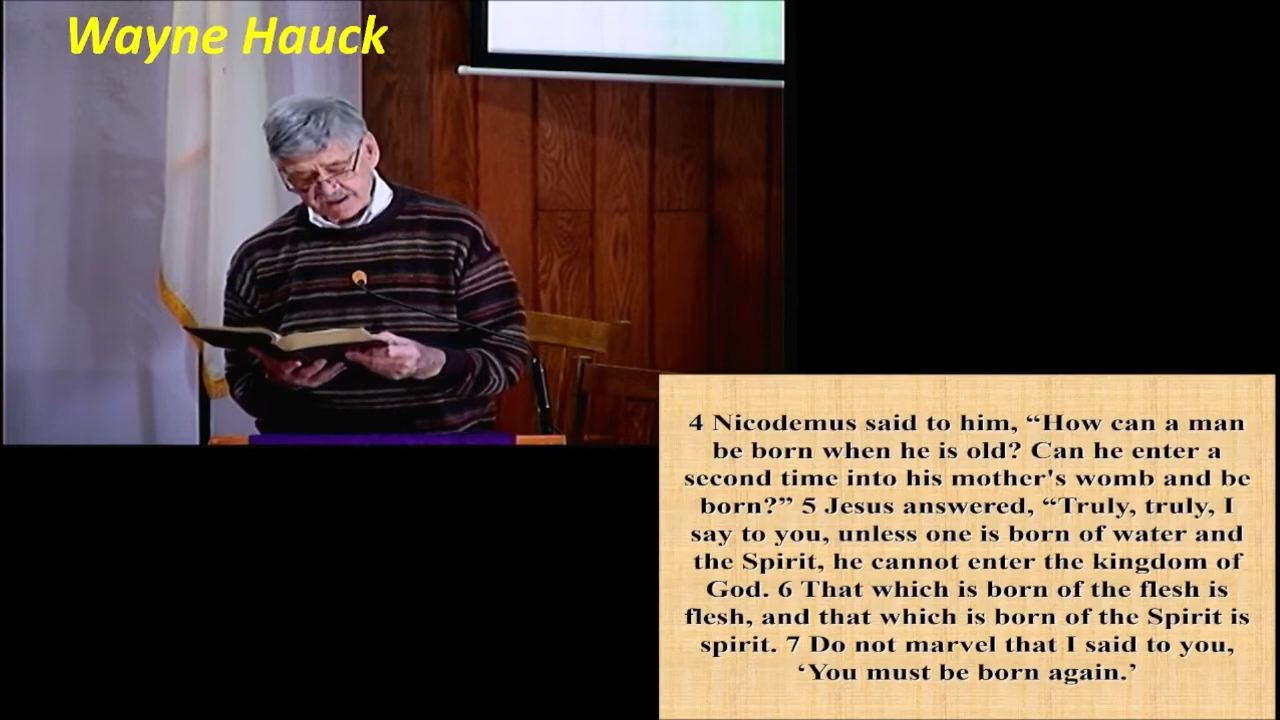 Wayne Hauck
4 Nicodemus said to him, “How can a man
be born when he is old? Can he enter a
second time into his mother's womb and be
born?” 5 Jesus answered, “Truly, truly, I
say to you, unless one is born of water and
the Spirit, he cannot enter the kingdom of
God. 6 That which is born of the flesh is
flesh, and that which is born of the Spirit is
spirit. 7 Do not marvel that I said to you,
‘You must be born again.’